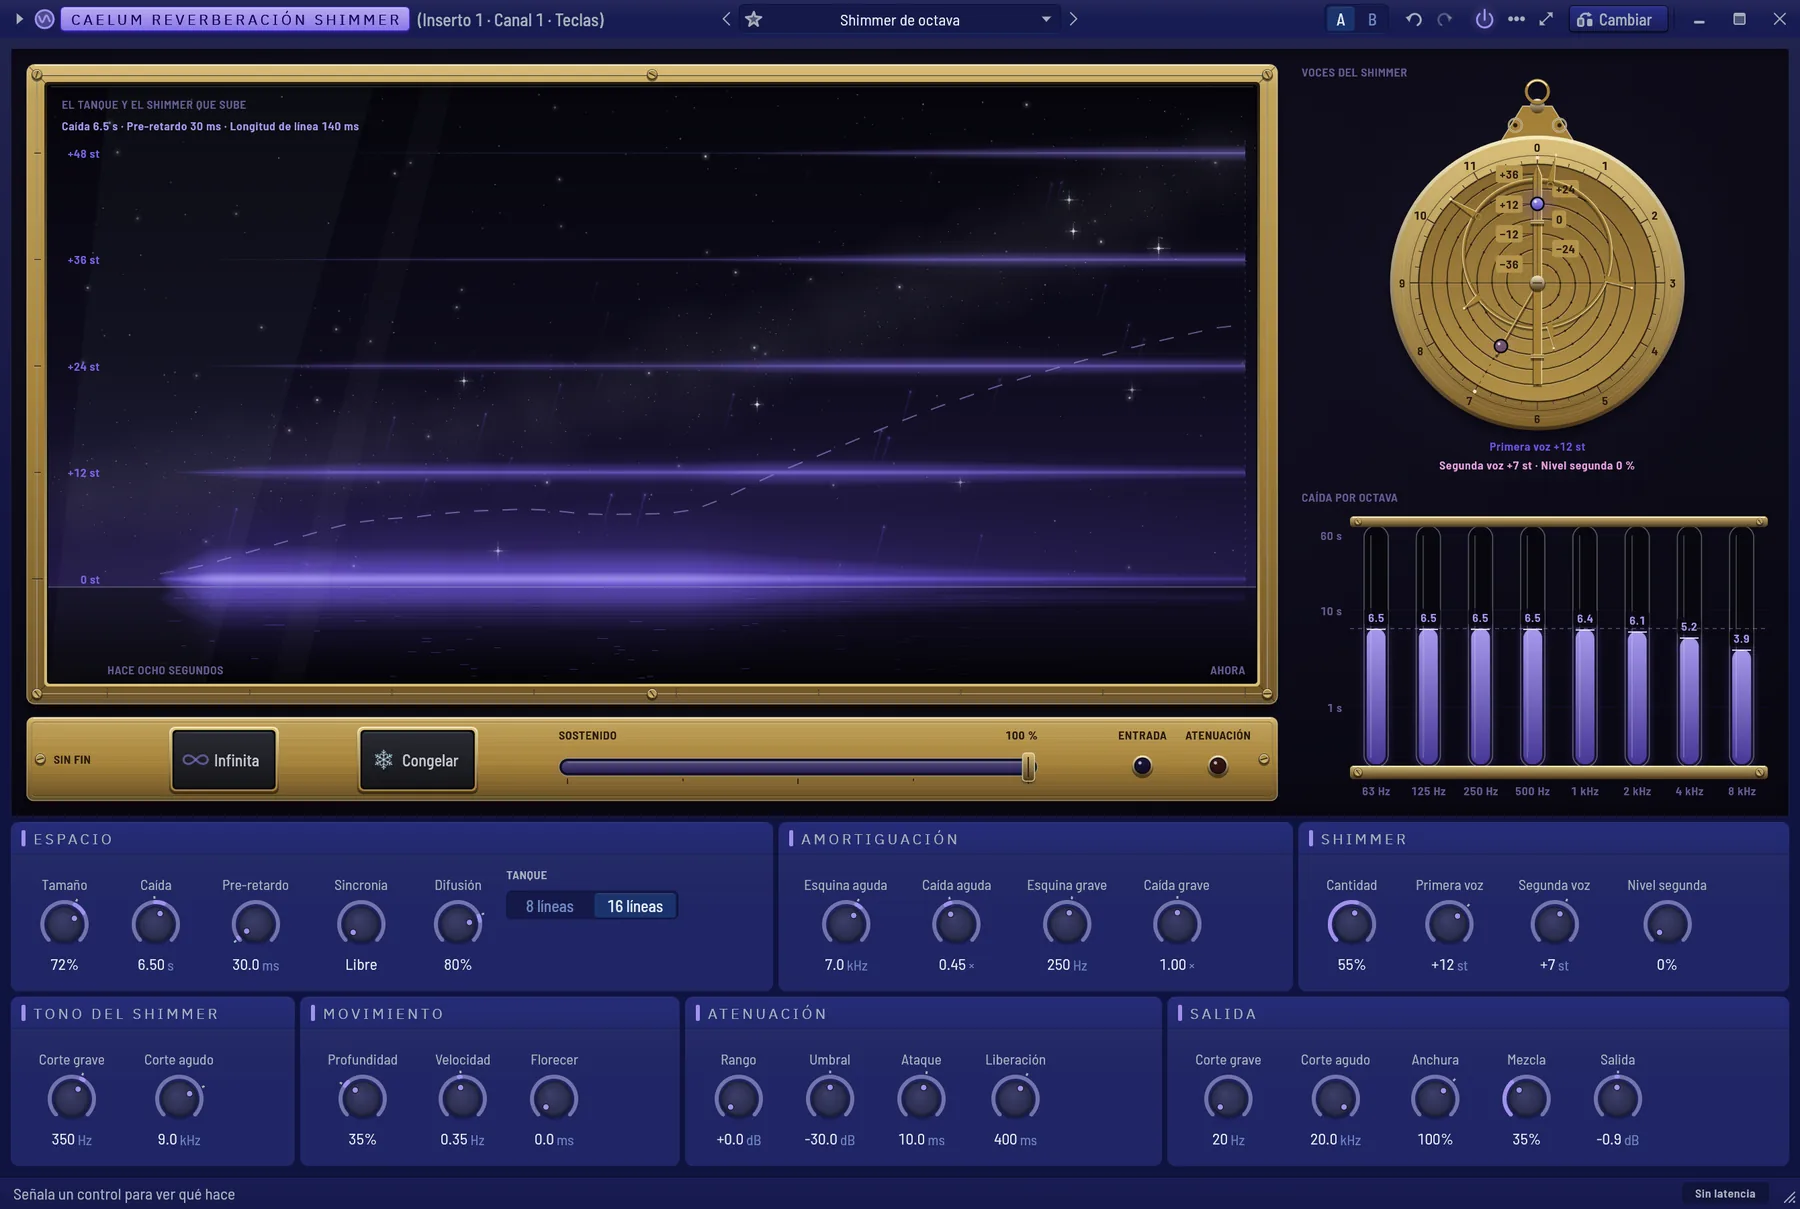 CAELUM REVERBERACIÓN SHIMMER (Inserto 1 · Canal 1 · Teclas)
Shimmer de octava
A B
Cambiar
EL TANQUE Y EL SHIMMER QUE SUBE
Caída 6.5 s · Pre-retardo 30 ms · Longitud de línea 140 ms
+48 st
+36 st
+24 st
+12 st
0 st
HACE OCHO SEGUNDOS
AHORA
VOCES DEL SHIMMER
0
1
2
3
4
5
6
7
8
9
10
11
+36
+24
+12
0
−12
−24
−36
Primera voz +12 st
Segunda voz +7 st · Nivel segunda 0 %
CAÍDA POR OCTAVA
60 s
10 s
1 s
6.5 6.5 6.5 6.5 6.4 6.1 5.2 3.9
63 Hz 125 Hz 250 Hz 500 Hz 1 kHz 2 kHz 4 kHz 8 kHz
SIN FIN
Infinita
Congelar
SOSTENIDO 100 %
ENTRADA ATENUACIÓN
ESPACIO
Tamaño Caída Pre-retardo Sincronía Difusión
TANQUE
8 líneas 16 líneas
72% 6.50 s 30.0 ms Libre 80%
AMORTIGUACIÓN
Esquina aguda Caída aguda Esquina grave Caída grave
7.0 kHz 0.45 × 250 Hz 1.00 ×
SHIMMER
Cantidad Primera voz Segunda voz Nivel segunda
55% +12 st +7 st 0%
TONO DEL SHIMMER
Corte grave Corte agudo
350 Hz 9.0 kHz
MOVIMIENTO
Profundidad Velocidad Florecer
35% 0.35 Hz 0.0 ms
ATENUACIÓN
Rango Umbral Ataque Liberación
+0.0 dB -30.0 dB 10.0 ms 400 ms
SALIDA
Corte grave Corte agudo Anchura Mezcla Salida
20 Hz 20.0 kHz 100% 35% -0.9 dB
Señala un control para ver qué hace
Sin latencia